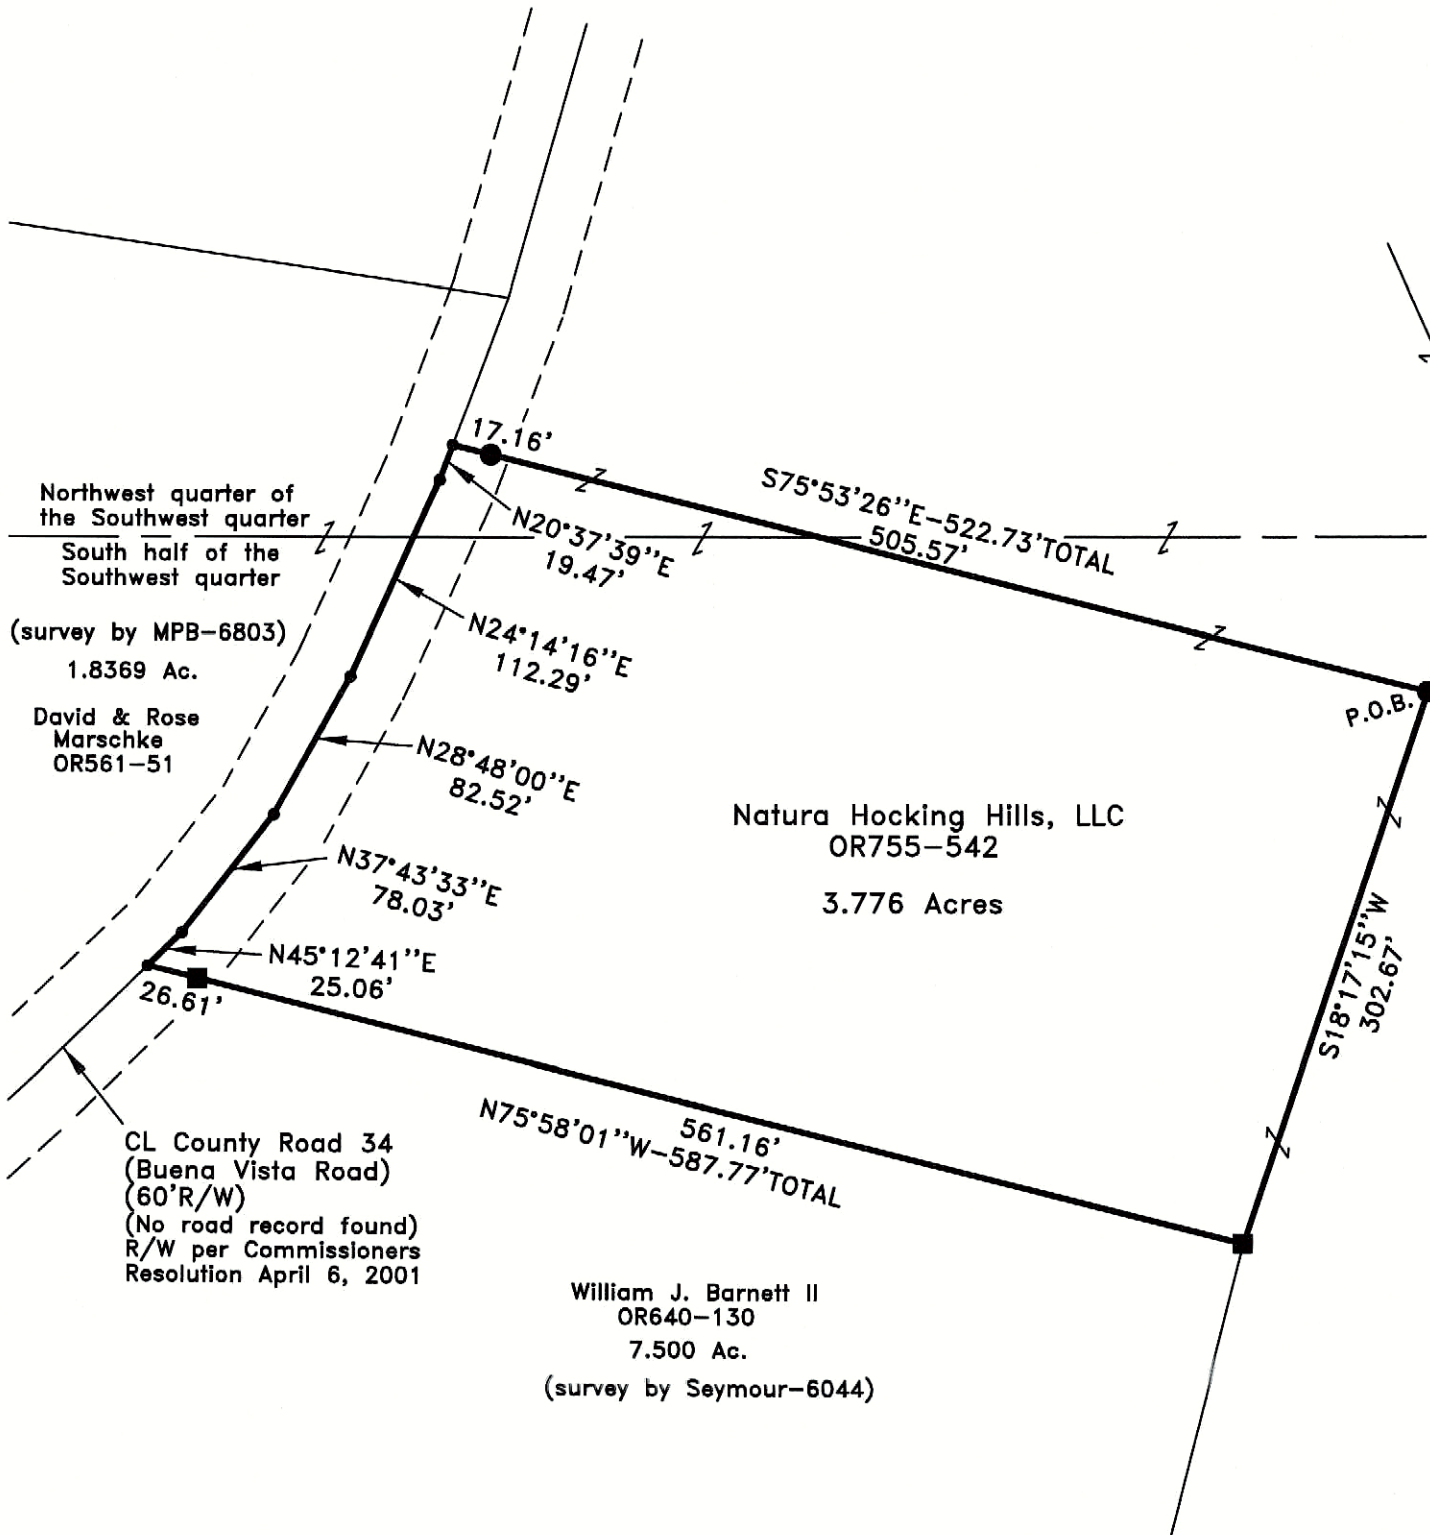 17.16'
S75°53'26''E-522.73'TOTAL
505.57'
Northwest quarter of
the Southwest quarter
South half of the
Southwest quarter
N20°37'39''E
19.47'
(survey by MPB-6803)
1.8369 Ac.
N24°14'16''E
112.29'
David & Rose
Marschke
OR561-51
P.O.B.
N28°48'00''E
82.52'
Natura Hocking Hills, LLC
OR755-542
3.776 Acres
N37°43'33''E
78.03'
S18°17'15''W
302.67'
N45°12'41''E
25.06'
26.61'
561.16'
N75°58'01''W-587.77'TOTAL
CL County Road 34
(Buena Vista Road)
(60'R/W)
(No road record found)
R/W per Commissioners
Resolution April 6, 2001
William J. Barnett II
OR640-130
7.500 Ac.
(survey by Seymour-6044)